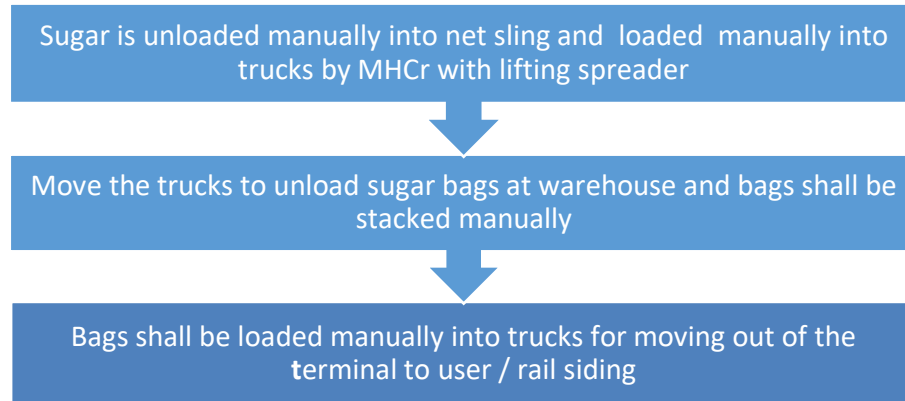 Sugar is unloaded manually into net sling and  loaded  manually into
trucks by MHCr with lifting spreader
Move the trucks to unload sugar bags at warehouse and bags shall be
stacked manually
Bags shall be loaded manually into trucks for moving out of the
terminal to user / rail siding